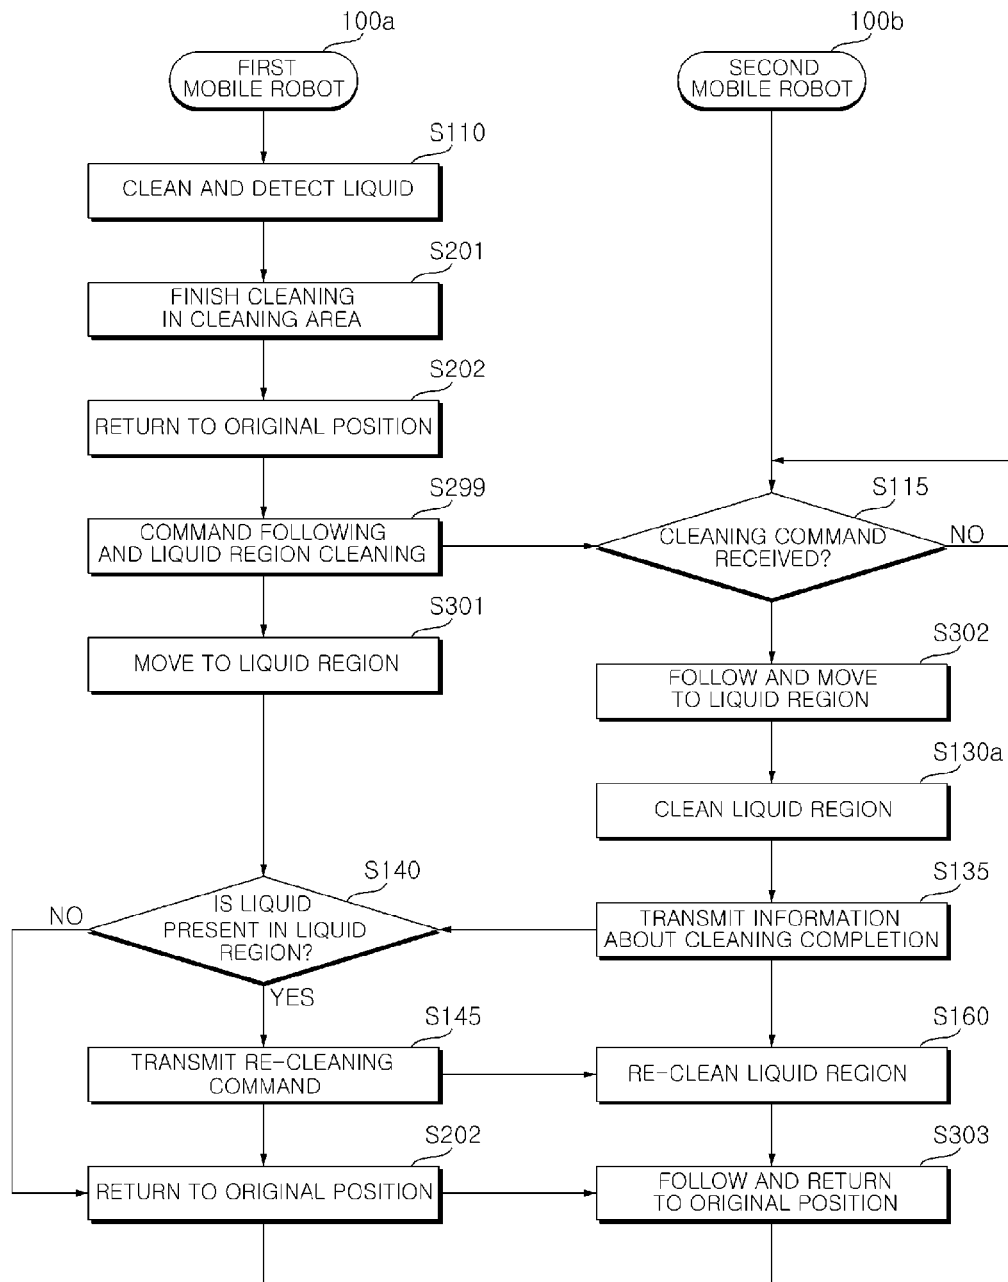 100a
FIRST
MOBILE ROBOT
100b
SECOND
MOBILE ROBOT
S110
CLEAN AND DETECT LIQUID
S201
FINISH CLEANING
IN CLEANING AREA
S202
RETURN TO ORIGINAL POSITION
S299
COMMAND FOLLOWING
AND LIQUID REGION CLEANING
S115
CLEANING COMMAND
RECEIVED?
NO
S301
MOVE TO LIQUID REGION
S302
FOLLOW AND MOVE
TO LIQUID REGION
S130a
CLEAN LIQUID REGION
S140
IS LIQUID
PRESENT IN LIQUID
REGION?
NO
YES
S135
TRANSMIT INFORMATION
ABOUT CLEANING COMPLETION
S145
TRANSMIT RE-CLEANING
COMMAND
S160
RE-CLEAN LIQUID REGION
S202
RETURN TO ORIGINAL POSITION
S303
FOLLOW AND RETURN
TO ORIGINAL POSITION